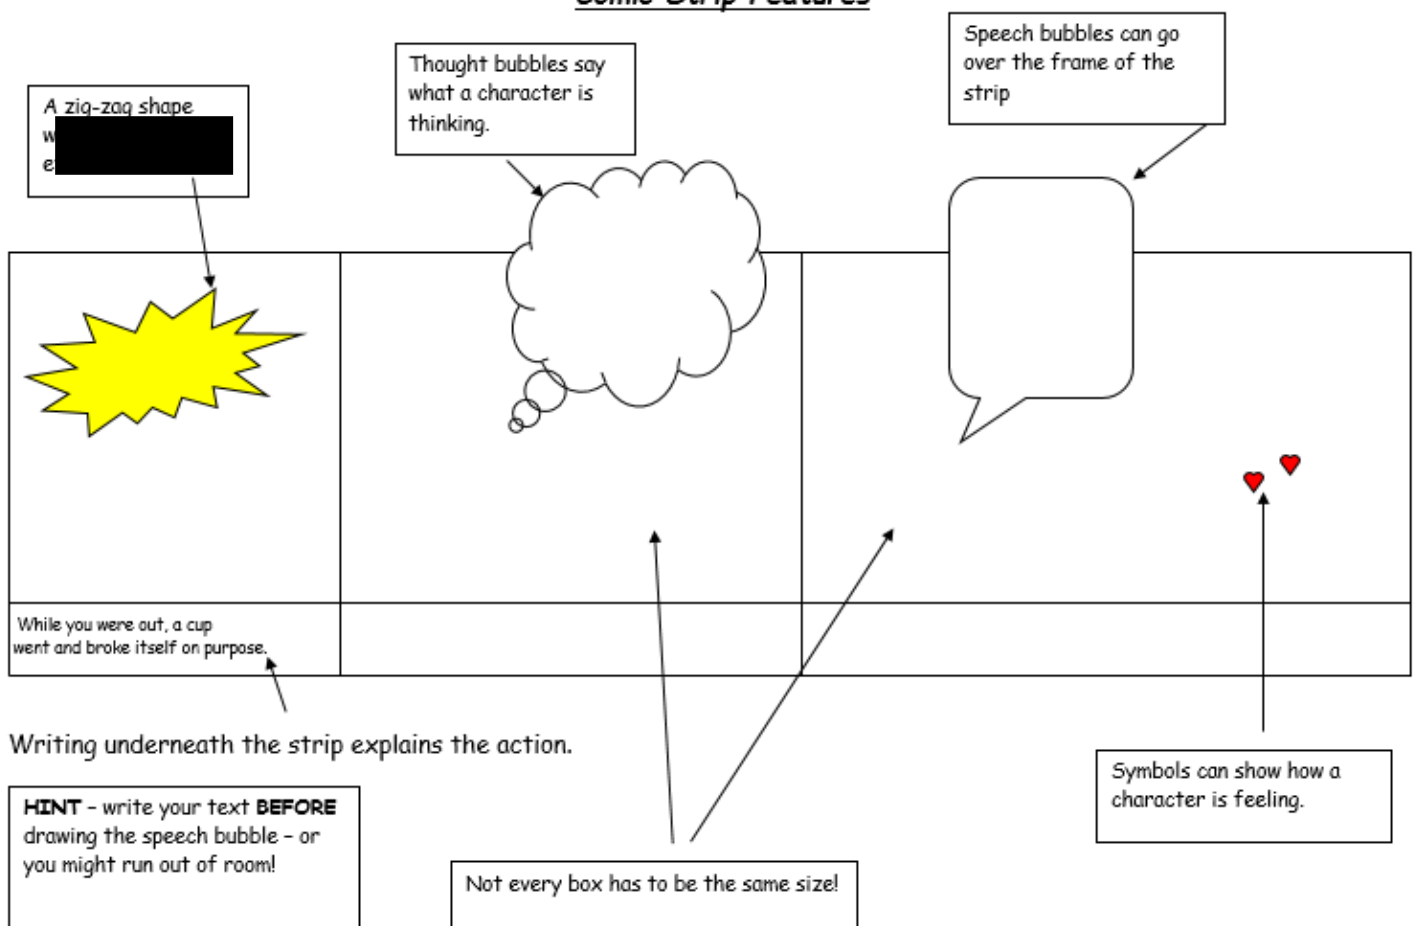 Comic Strip Features
Speech bubbles can go
over the frame of the
strip
Thought bubbles say
what a character is
thinking.
A zig-zag shape
While you were out, a cup
went and broke itself on purpose.
Writing underneath the strip explains the action.
Symbols can show how a
character is feeling.
HINT – write your text BEFORE
drawing the speech bubble – or
you might run out of room!
Not every box has to be the same size!